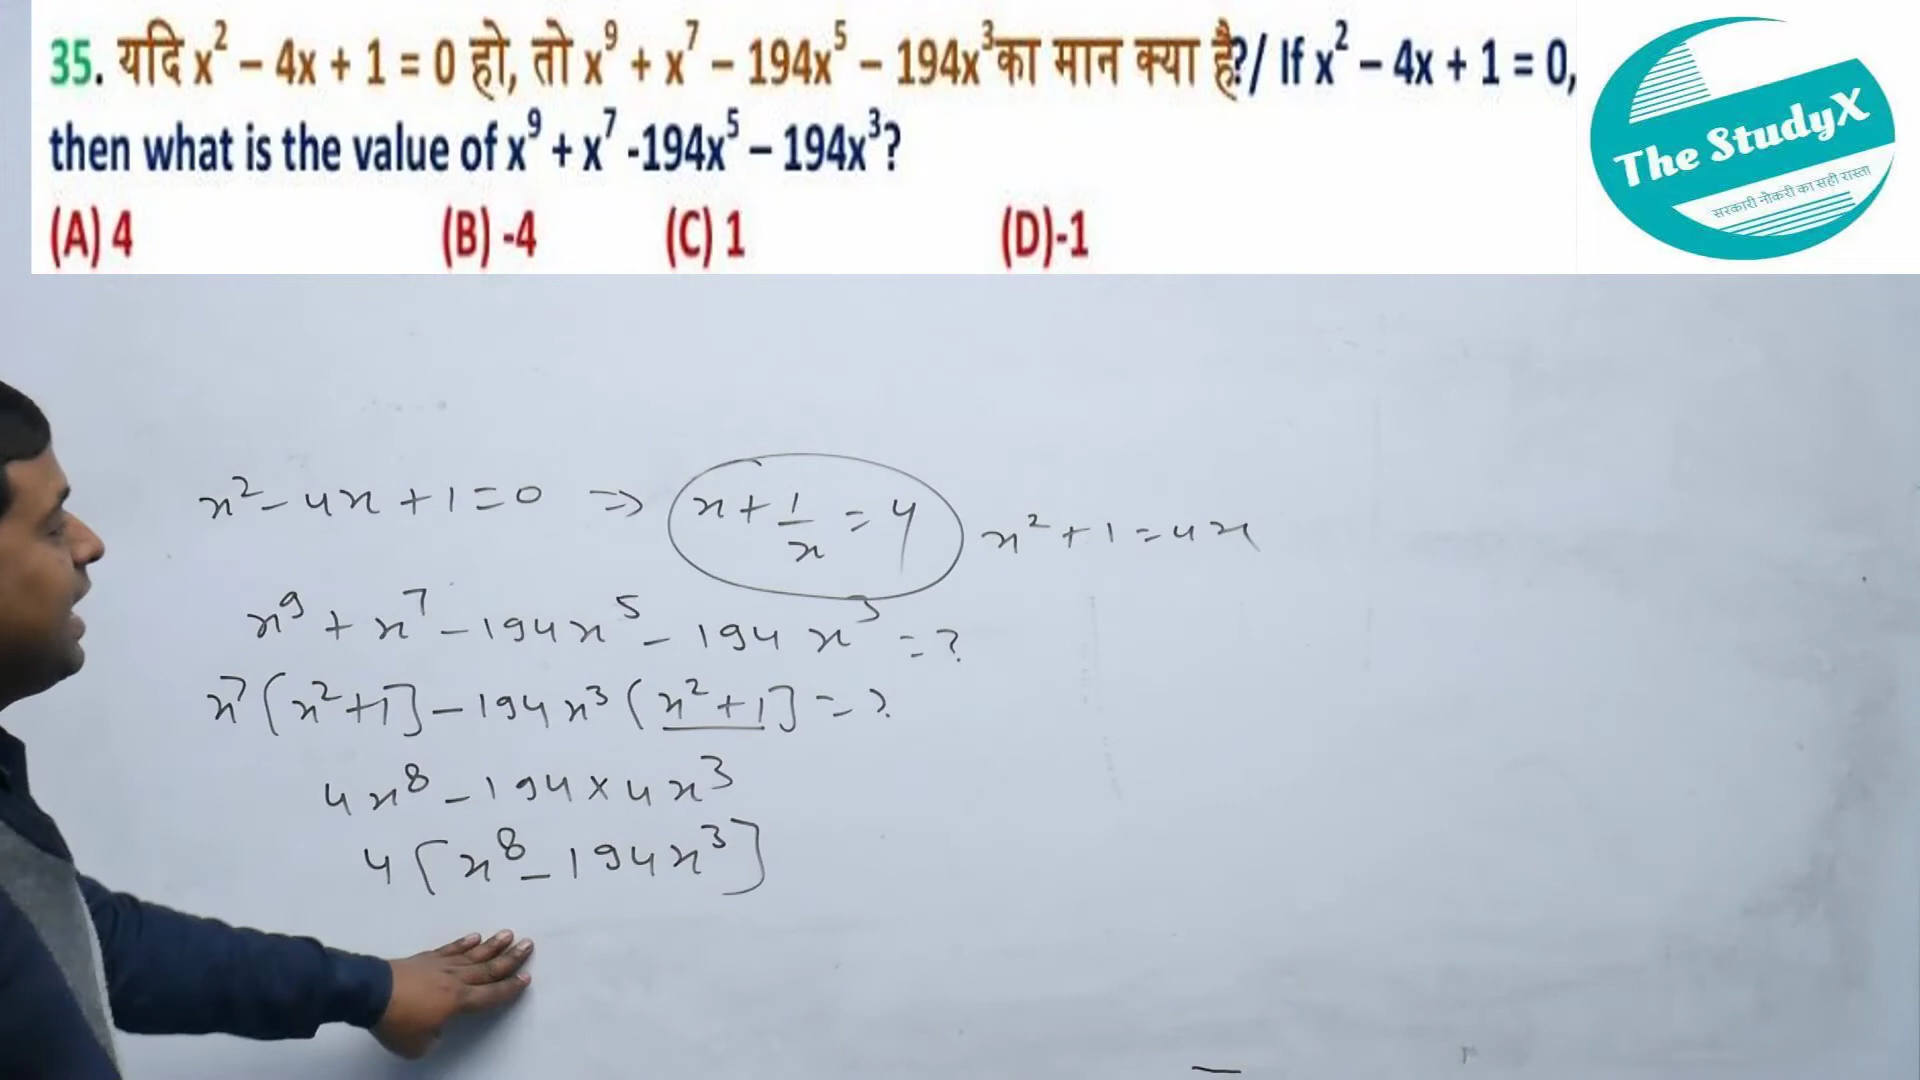 35. यदि x² – 4x + 1 = 0 हो, तो x⁹ + x⁷ – 194x⁵ – 194x³का मान क्या है?/ If x² – 4x + 1 = 0,
then what is the value of x⁹ + x⁷ -194x⁵ – 194x³?
(A) 4 (B) -4 (C) 1 (D)-1
The StudyX
सरकारी नौकरी का सही रास्ता
x² - 4x + 1 = 0 ⇒ x + 1/x = 4 x² + 1 = 4x
x⁹ + x⁷ - 194x⁵ - 194x³ = ?
x⁷(x²+1] - 194x³(x²+1] = ?
4x⁸ - 194 × 4x³
4[x⁸ - 194x³]